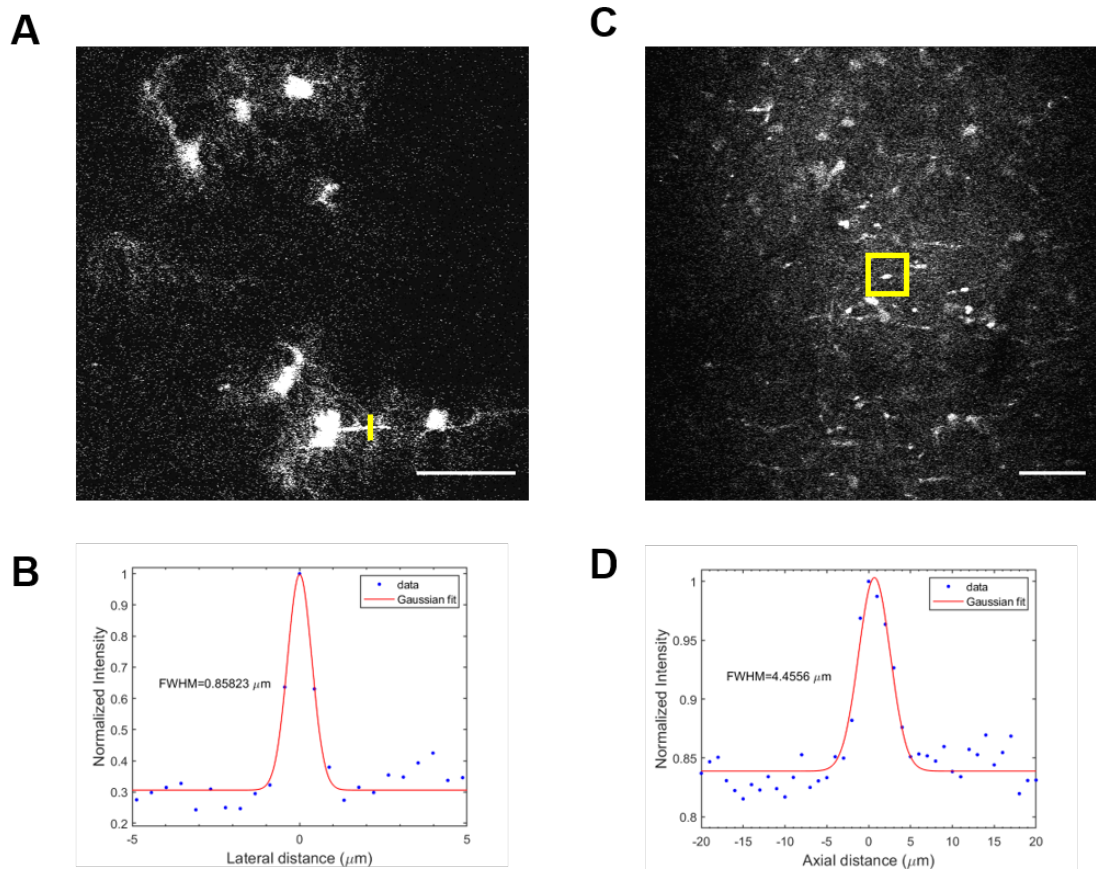 A
C
B
1
0.9
0.8
0.7
0.6
0.5
0.4
0.3
0.2
-5
0
5
Normalized Intensity
Lateral distance (μm)
data
Gaussian fit
FWHM=0.85823 μm
D
1
0.95
0.9
0.85
0.8
-20
-15
-10
-5
0
5
10
15
20
Normalized Intensity
Axial distance (μm)
data
Gaussian fit
FWHM=4.4556 μm